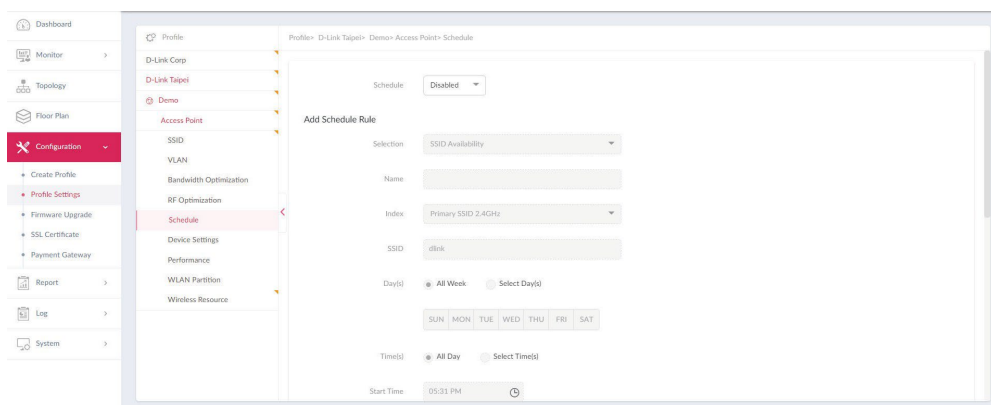 Dashboard
Monitor
Topology
Floor Plan
Configuration
Create Profile
Profile Settings
Firmware Upgrade
SSL Certificate
Payment Gateway
Report
Log
System
Profile
D-Link Corp
D-Link Taipei
Demo
Access Point
SSID
VLAN
Bandwidth Optimization
RF Optimization
Schedule
Device Settings
Performance
WLAN Partition
Wireless Resource
Profile> D-Link Taipei> Demo> Access Point> Schedule
Schedule Disabled
Add Schedule Rule
Selection SSID Availability
Name
Index Primary SSID 2.4GHz
SSID dlink
Day(s) All Week Select Day(s)
SUN MON TUE WED THU FRI SAT
Time(s) All Day Select Time(s)
Start Time 05:31 PM